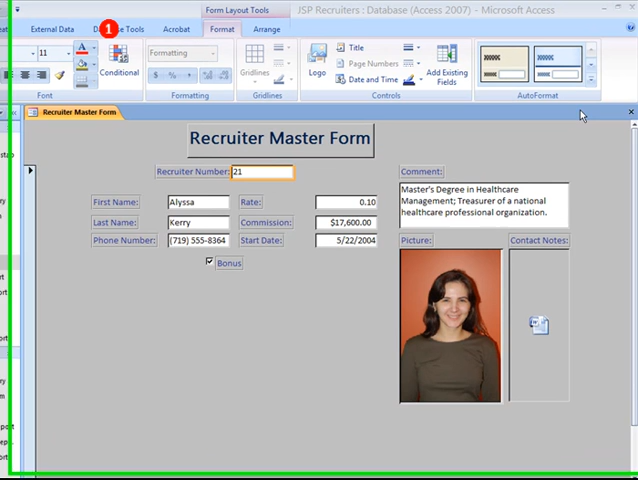 Form Layout Tools
JSP Recruiters : Database (Access 2007) - Microsoft Access
External Data
Tools
Acrobat
Format
Arrange
1
11
A
Conditional
Font
Formatting
$ % ,
Formatting
Gridlines
Gridlines
Logo
Title
Page Numbers
Date and Time
Add Existing
Fields
Controls
AutoFormat
Recruiter Master Form
Recruiter Master Form
Recruiter Number: 21
First Name: Alyssa
Last Name: Kerry
Phone Number: (719) 555-8364
Rate: 0.10
Commission: $17,600.00
Start Date: 5/22/2004
Bonus
Comment:
Master's Degree in Healthcare
Management; Treasurer of a national
healthcare professional organization.
Picture:
Contact Notes: